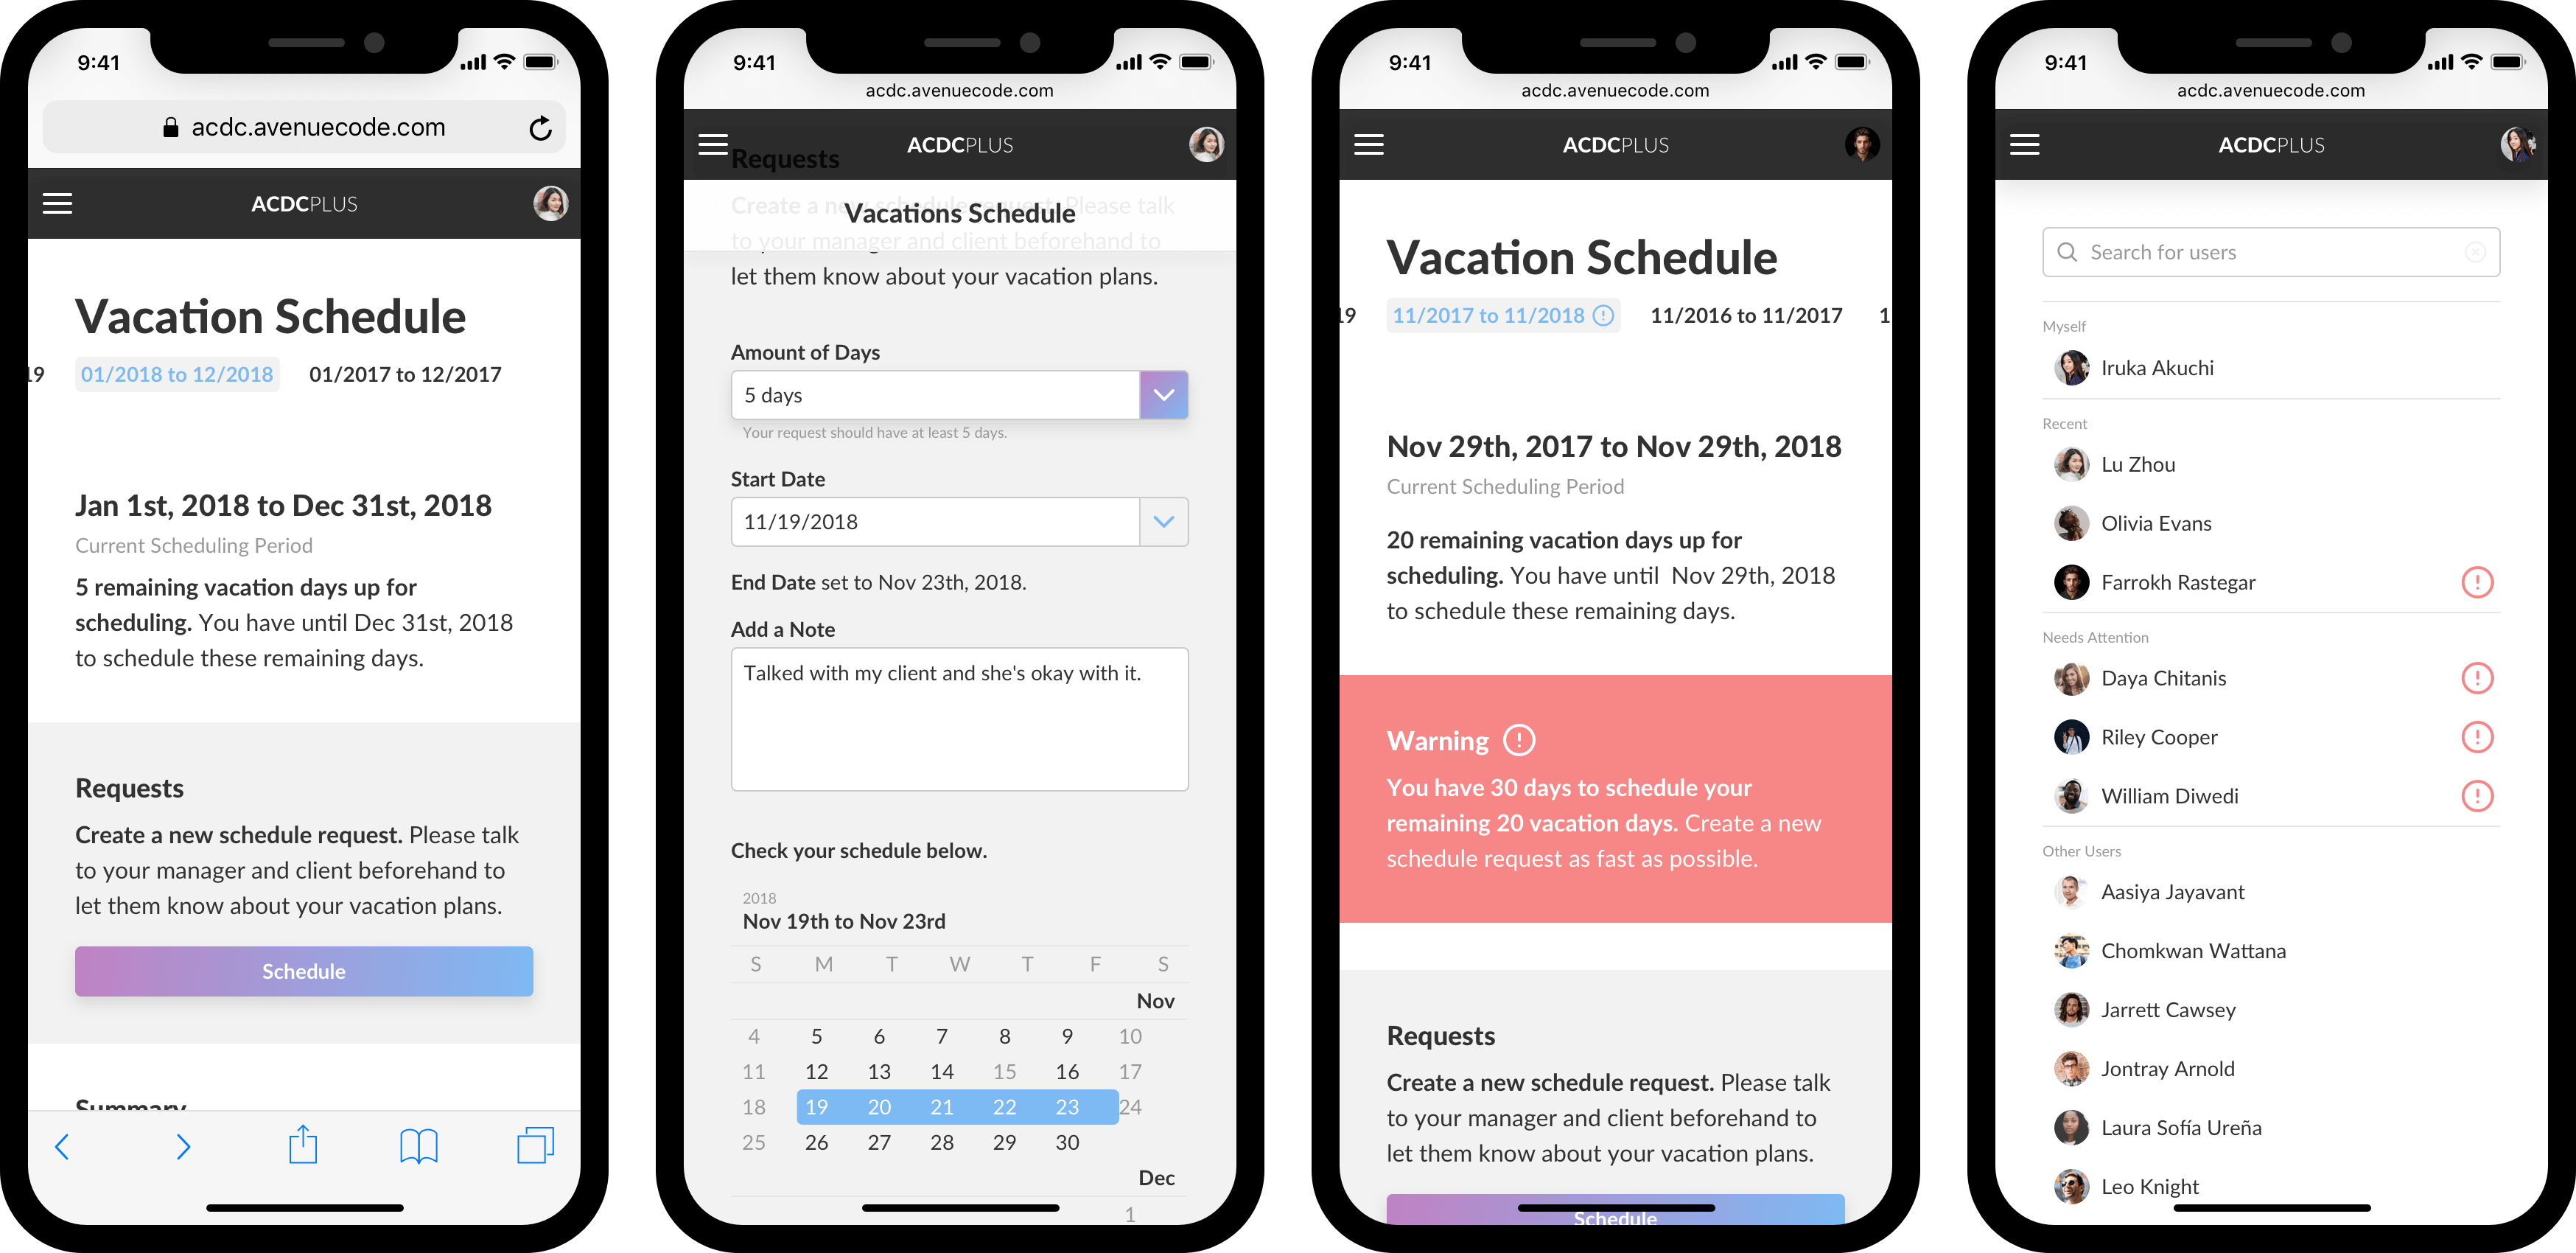 9:41
acdc.avenuecode.com
ACDCPLUS
Vacation Schedule
19 01/2018 to 12/2018 01/2017 to 12/2017
Jan 1st, 2018 to Dec 31st, 2018
Current Scheduling Period
5 remaining vacation days up for
scheduling. You have until Dec 31st, 2018
to schedule these remaining days.
Requests
Create a new schedule request. Please talk
to your manager and client beforehand to
let them know about your vacation plans.
Schedule
Summary
9:41
acdc.avenuecode.com
ACDCPLUS
Requests
Vacations Schedule
Create a new schedule request. Please talk
to your manager and client beforehand to
let them know about your vacation plans.
Amount of Days
5 days
Your request should have at least 5 days.
Start Date
11/19/2018
End Date set to Nov 23th, 2018.
Add a Note
Talked with my client and she's okay with it.
Check your schedule below.
2018
Nov 19th to Nov 23rd
S M T W T F S
Nov
4 5 6 7 8 9 10
11 12 13 14 15 16 17
18 19 20 21 22 23 24
25 26 27 28 29 30
Dec
1
9:41
acdc.avenuecode.com
ACDCPLUS
Vacation Schedule
19 11/2017 to 11/2018 11/2016 to 11/2017 1
Nov 29th, 2017 to Nov 29th, 2018
Current Scheduling Period
20 remaining vacation days up for
scheduling. You have until Nov 29th, 2018
to schedule these remaining days.
Warning
You have 30 days to schedule your
remaining 20 vacation days. Create a new
schedule request as fast as possible.
Requests
Create a new schedule request. Please talk
to your manager and client beforehand to
let them know about your vacation plans.
Schedule
9:41
acdc.avenuecode.com
ACDCPLUS
Search for users
Myself
Iruka Akuchi
Recent
Lu Zhou
Olivia Evans
Farrokh Rastegar
Needs Attention
Daya Chitanis
Riley Cooper
William Diwedi
Other Users
Aasiya Jayavant
Chomkwan Wattana
Jarrett Cawsey
Jontray Arnold
Laura Sofía Ureña
Leo Knight